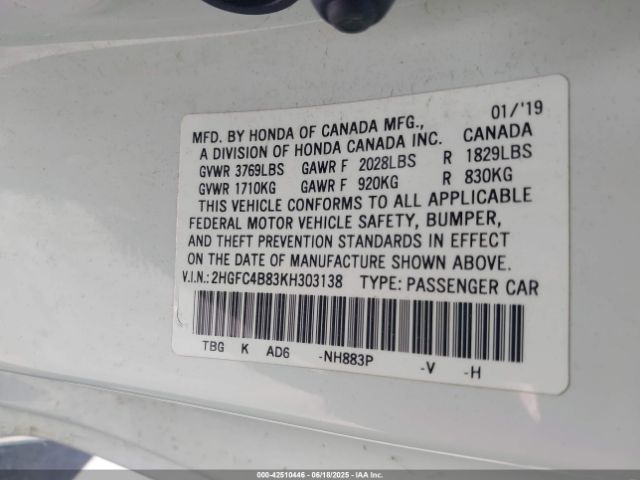 01/'19
MFD. BY HONDA OF CANADA MFG.,
A DIVISION OF HONDA CANADA INC. CANADA
GVWR 3769LBS GAWR F 2028LBS R 1829LBS
GVWR 1710KG GAWR F 920KG R 830KG
THIS VEHICLE CONFORMS TO ALL APPLICABLE
FEDERAL MOTOR VEHICLE SAFETY, BUMPER,
AND THEFT PREVENTION STANDARDS IN EFFECT
ON THE DATE OF MANUFACTURE SHOWN ABOVE.
V.I.N.: 2HGFC4B83KH303138 TYPE: PASSENGER CAR
TBG K AD6 -NH883P -V -H
000-42510446 - 06/18/2025 - IAA, Inc.